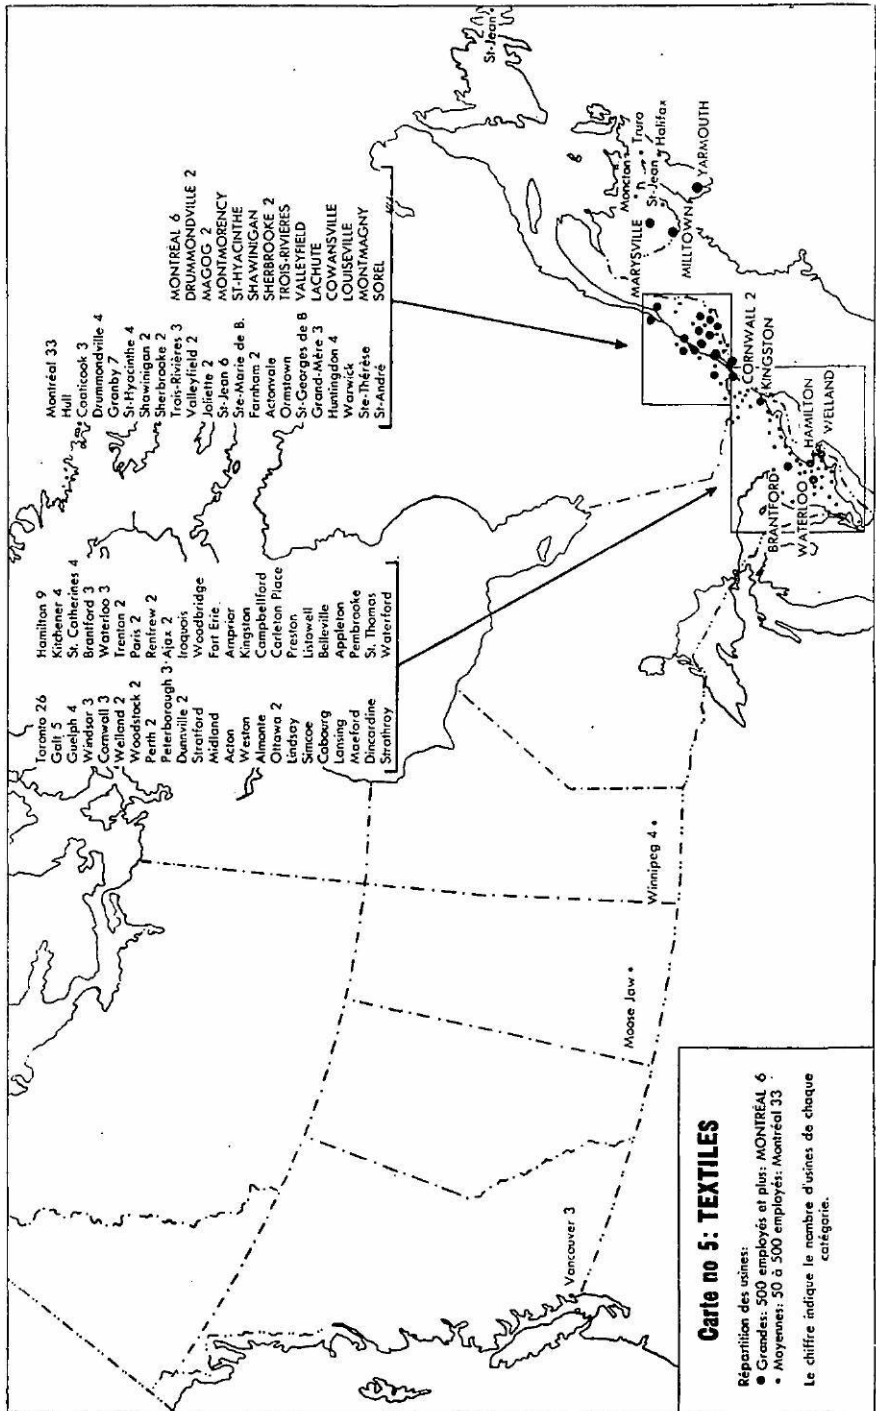 Toronto 26
Galt 5
Guelph 4
Windsor 3
Cornwall 3
Welland 2
Woodstock 2
Perth 2
Peterborough 3
Dunnville 2
Stratford
Midland
Acton
Weston
Almonte
Ottawa 2
Lindsay
Simcoe
Cobourg
Lansing
Maeford
Dincardine
Strathroy
Hamilton 9
Kitchener 4
St. Catherines 4
Brantford 3
Waterloo 3
Trenton 2
Paris 2
Renfrew 2
Ajax 2
Iroquois
Woodbridge
Fort Erie
Arnprior
Kingston
Campbellford
Carleton Place
Preston
Listowell
Belleville
Appleton
Pembrooke
St. Thomas
Waterford
Montréal 33
Hull
Coaticook 3
Drummondville 4
Granby 7
St-Hyacinthe 4
Shawinigan 2
Sherbrooke 2
Trois-Rivières 3
Valleyfield 2
Joliette 2
St-Jean 6
Ste-Marie de B.
Farnham 2
Actonvale
Ormstown
St-Georges de B
Grand-Mère 3
Huntingdon 4
Warwick
Ste-Thérèse
St-André
MONTRÉAL 6
DRUMMONDVILLE 2
MAGOG 2
MONTMORENCY
ST-HYACINTHE
SHAWINIGAN
SHERBROOKE 2
TROIS-RIVIÈRES
VALLEYFIELD
LACHUTE
COWANSVILLE
LOUISEVILLE
MONTMAGNY
SOREL
St-Jean
Moncton
Truro
St-Jean
Halifax
MARYSVILLE
MILLTOWN
YARMOUTH
CORNWALL 2
KINGSTON
HAMILTON
WELLAND
BRANTFORD
WATERLOO
Winnipeg 4
Moose Jaw
Vancouver 3
Carte no 5: TEXTILES
Répartition des usines:
● Grandes: 500 employés et plus: MONTRÉAL 6
• Moyennes: 50 à 500 employés: Montréal 33
Le chiffre indique le nombre d'usines de chaque
catégorie.